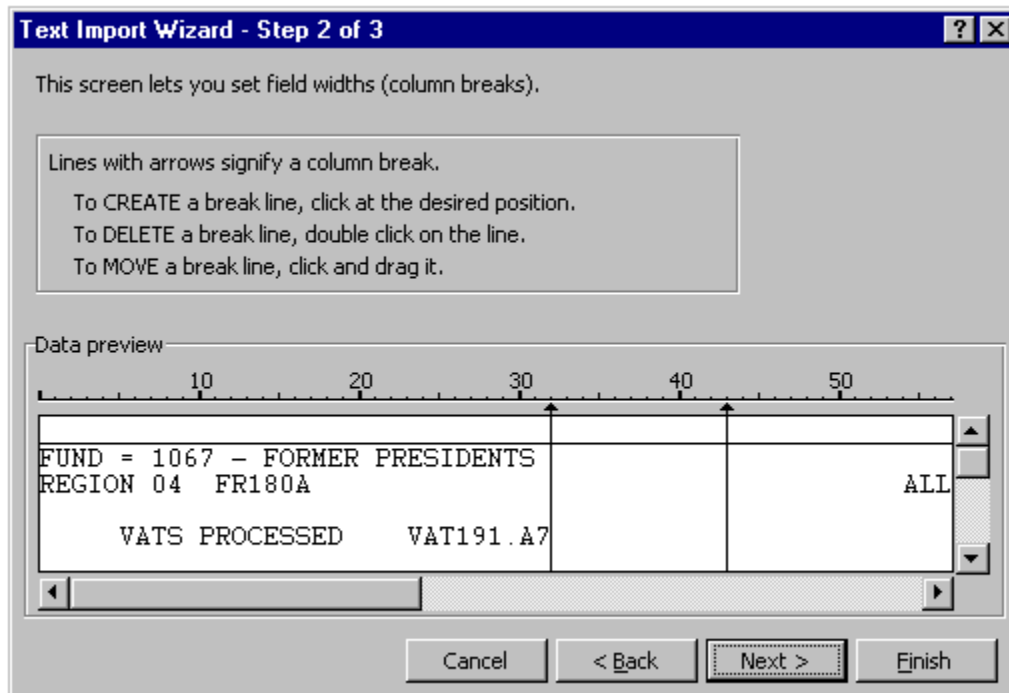 Text Import Wizard - Step 2 of 3
This screen lets you set field widths (column breaks).
Lines with arrows signify a column break.
To CREATE a break line, click at the desired position.
To DELETE a break line, double click on the line.
To MOVE a break line, click and drag it.
Data preview
10 20 30 40 50
FUND = 1067 – FORMER PRESIDENTS
REGION 04 FR180A ALL
VATS PROCESSED VAT191.A7
Cancel < Back Next > Finish